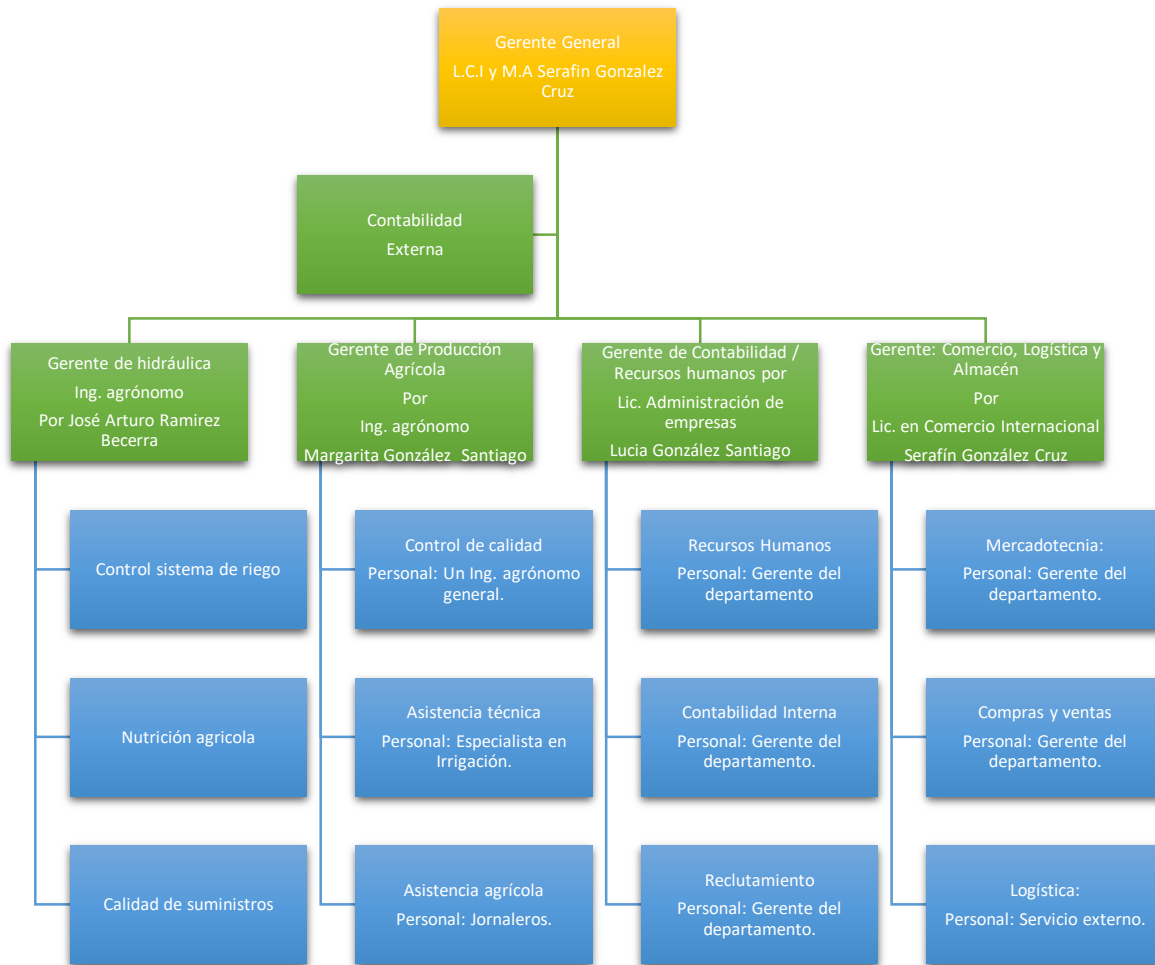 Gerente General
L.C.I y M.A Serafin Gonzalez
Cruz
Contabilidad
Externa
Gerente de hidráulica
Ing. agrónomo
Por José Arturo Ramirez
Becerra
Gerente de Producción
Agrícola
Por
Ing. agrónomo
Margarita González Santiago
Gerente de Contabilidad /
Recursos humanos por
Lic. Administración de
empresas
Lucia González Santiago
Gerente: Comercio, Logística y
Almacén
Por
Lic. en Comercio Internacional
Serafín González Cruz
Control sistema de riego
Nutrición agricola
Calidad de suministros
Control de calidad
Personal: Un Ing. agrónomo
general.
Asistencia técnica
Personal: Especialista en
Irrigación.
Asistencia agrícola
Personal: Jornaleros.
Recursos Humanos
Personal: Gerente del
departamento
Contabilidad Interna
Personal: Gerente del
departamento.
Reclutamiento
Personal: Gerente del
departamento.
Mercadotecnia:
Personal: Gerente del
departamento.
Compras y ventas
Personal: Gerente del
departamento.
Logística:
Personal: Servicio externo.